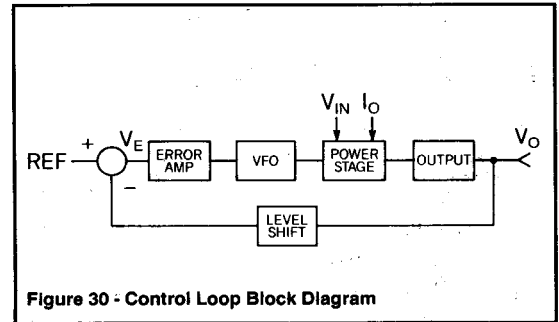 V_IN I_O
REF + − V_E ERROR AMP VFO POWER STAGE OUTPUT V_O
LEVEL SHIFT
Figure 30 - Control Loop Block Diagram